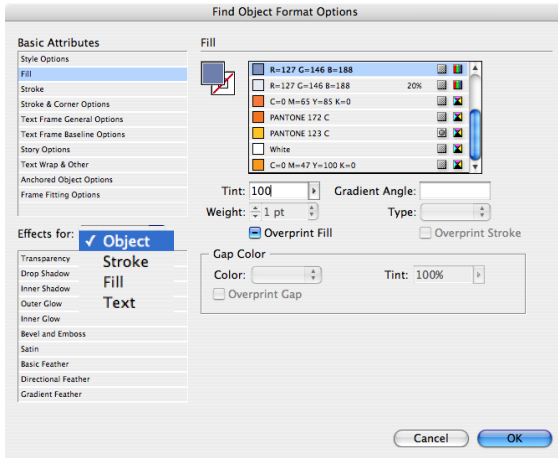 Find Object Format Options
Basic Attributes
Style Options
Fill
Stroke
Stroke & Corner Options
Text Frame General Options
Text Frame Baseline Options
Story Options
Text Wrap & Other
Anchored Object Options
Frame Fitting Options
Effects for:
✓ Object
Stroke
Fill
Text
Transparency
Drop Shadow
Inner Shadow
Outer Glow
Inner Glow
Bevel and Emboss
Satin
Basic Feather
Directional Feather
Gradient Feather
Fill
R=127 G=146 B=188
R=127 G=146 B=188 20%
C=0 M=65 Y=85 K=0
PANTONE 172 C
PANTONE 123 C
White
C=0 M=47 Y=100 K=0
Tint: 100 Gradient Angle:
Weight: 1 pt Type:
Overprint Fill Overprint Stroke
Gap Color
Color: Tint: 100%
Overprint Gap
Cancel OK